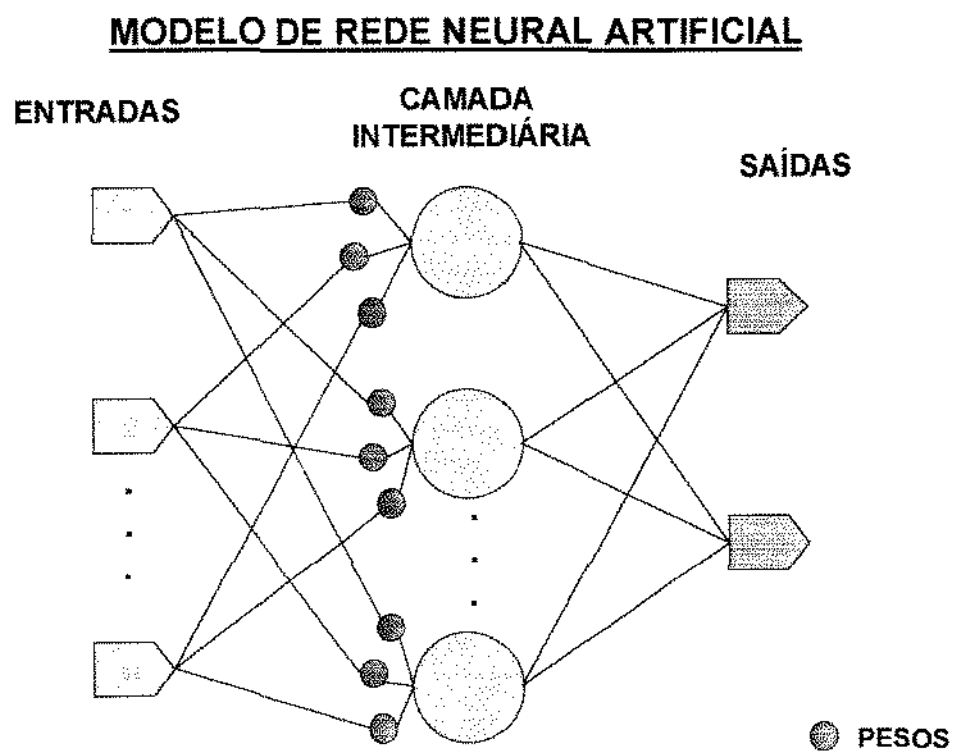 MODELO DE REDE NEURAL ARTIFICIAL
ENTRADAS
CAMADA
INTERMEDIÁRIA
SAÍDAS
PESOS